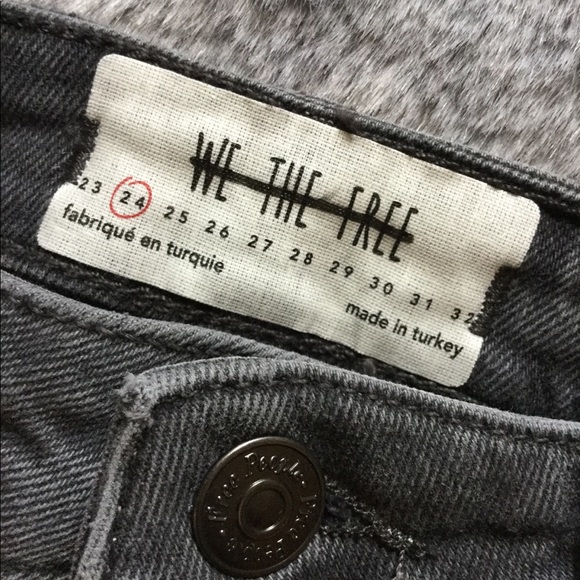 WE THE FREE
23 24 25 26 27 28 29 30 31 32
fabriqué en turquie
made in turkey